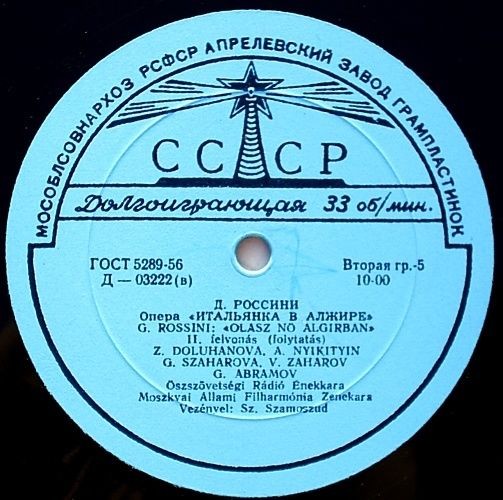 МОСОБЛСОВНАРХОЗ РСФСР АПРЕЛЕВСКИЙ ЗАВОД ГРАМПЛАСТИНОК
СССР
Долгоиграющая 33 об/мин.
ГОСТ 5289-56
Д — 03222 (в)
Вторая гр.-5
10-00
Д. РОССИНИ
Опера «ИТАЛЬЯНКА В АЛЖИРЕ»
G. ROSSINI: «OLASZ NŐ ALGIRBAN»
II. felvonás (folytatás)
Z. DOLUHANOVA, A. NYIKITYIN
G. SZAHAROVA, V. ZAHAROV
G. ABRAMOV
Öszszövetségi Rádió Énekkara
Moszkvai Állami Filharmónia Zenekara
Vezényel: Sz. Szamoszud